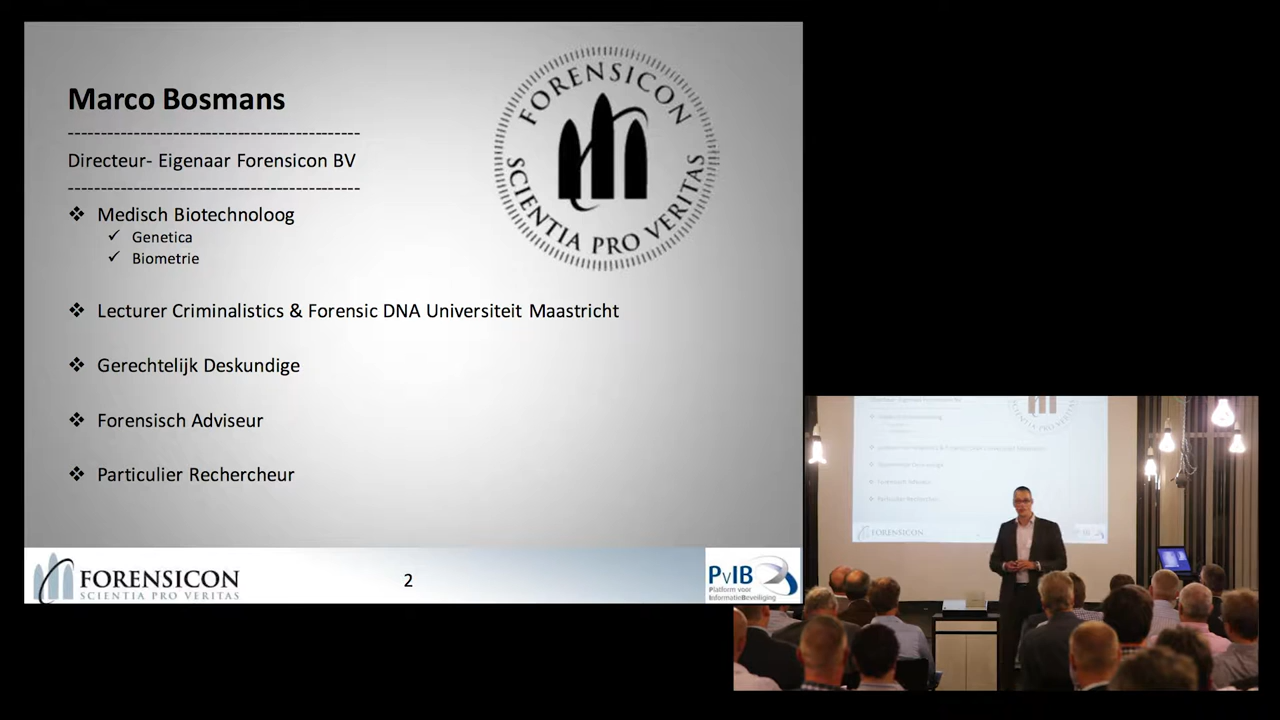 Marco Bosmans
--------------------------------------------
Directeur- Eigenaar Forensicon BV
--------------------------------------------
❖ Medisch Biotechnoloog
✓ Genetica
✓ Biometrie
❖ Lecturer Criminalistics & Forensic DNA Universiteit Maastricht
❖ Gerechtelijk Deskundige
❖ Forensisch Adviseur
❖ Particulier Rechercheur
FORENSICON
SCIENTIA PRO VERITAS
FORENSICON
SCIENTIA PRO VERITAS
2
PvIB
Platform voor
InformatieBeveiliging
FORENSICON